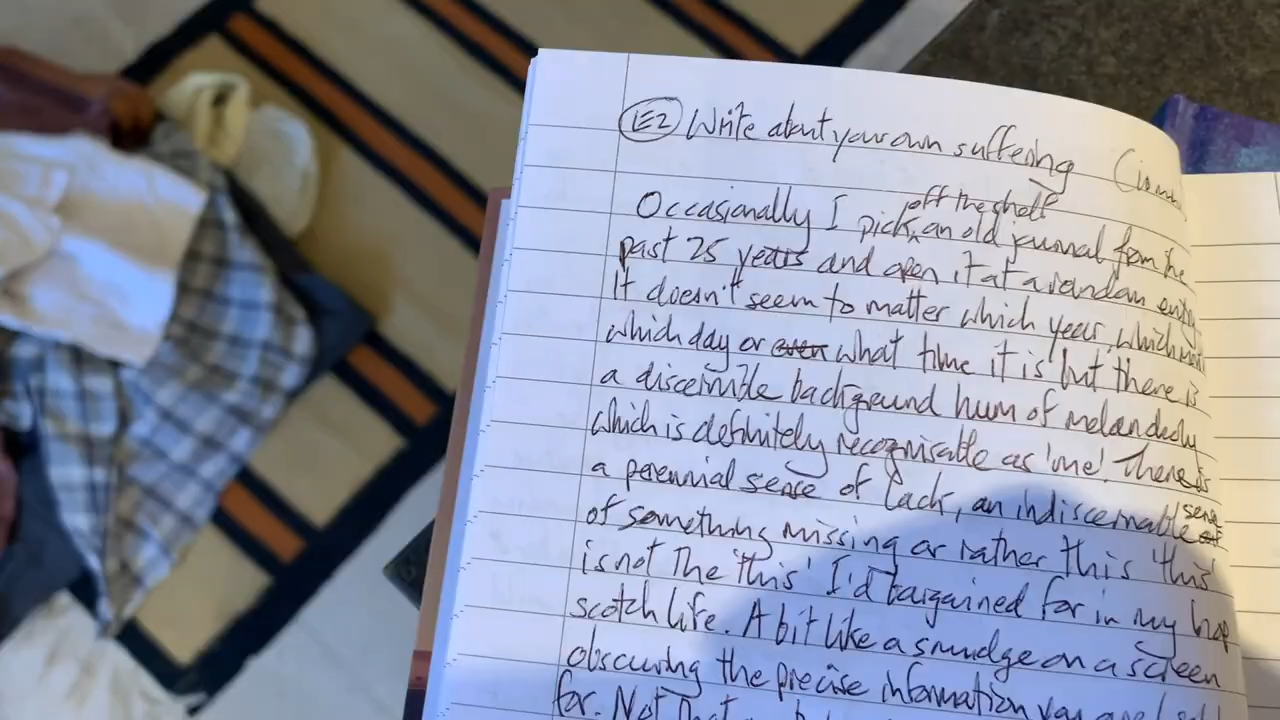 E2 Write about your own suffering
Occasionally I pick off the shelf an old journal from the
past 25 years and open it at a random entry
It doesn't seem to matter which year, which
which day or even what time it is but there is
a discernible background hum of melancholy
which is definitely recognisable as 'me'. There is
a perennial sense of lack, an indiscernable sense
of something missing or rather this 'this'
is not the 'this' I'd bargained for in my hop
scotch life. A bit like a smudge on a screen
obscuring the precise information you
for. Not that